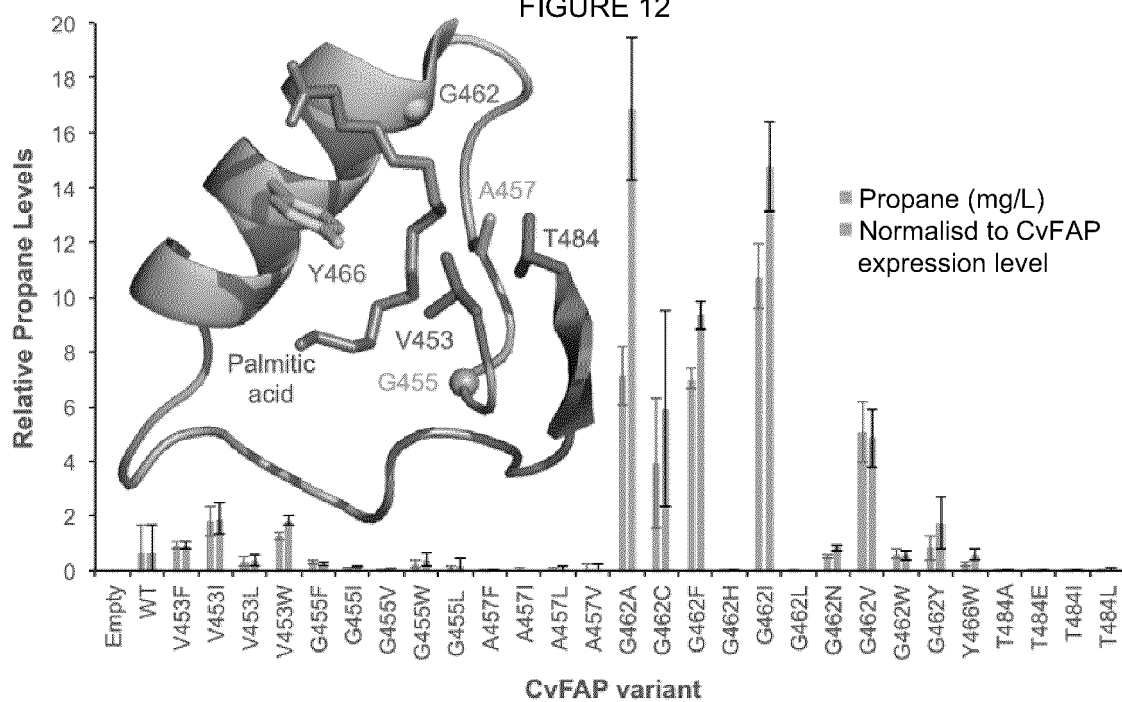 FIGURE 12
Relative Propane Levels
20
18
16
14
12
10
8
6
4
2
0
G462
A457
T484
Y466
V453
G455
Palmitic
acid
Propane (mg/L)
Normalisd to CvFAP
expression level
Empty
WT
V453F
V453I
V453L
V453W
G455F
G455I
G455V
G455W
G455L
A457F
A457I
A457L
A457V
G462A
G462C
G462F
G462H
G462I
G462L
G462N
G462V
G462W
G462Y
Y466W
T484A
T484E
T484I
T484L
CvFAP variant